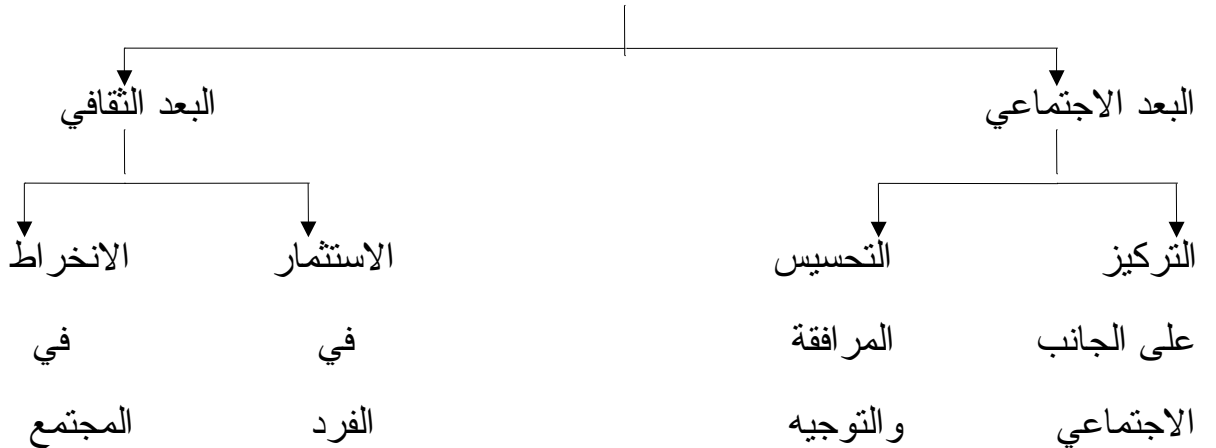 البعد الاجتماعي
البعد الثقافي
التركيز
على الجانب
الاجتماعي
التحسيس
المرافقة
والتوجيه
الاستثمار
في
الفرد
الانخراط
في
المجتمع